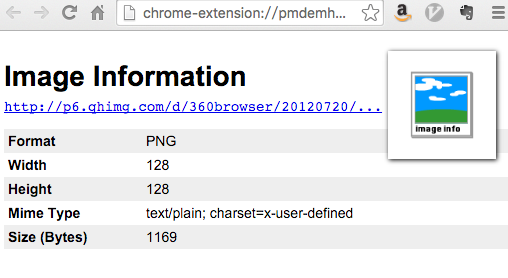 chrome-extension://pmdemh...
Image Information
http://p6.qhimg.com/d/360browser/20120720/...
image info
Format PNG
Width 128
Height 128
Mime Type text/plain; charset=x-user-defined
Size (Bytes) 1169